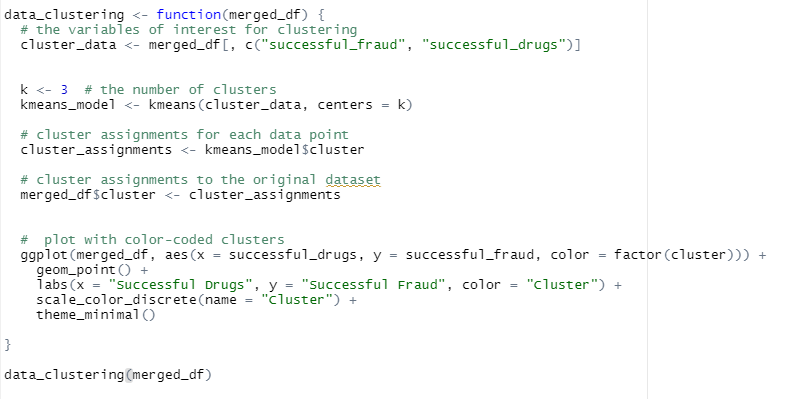 data_clustering <- function(merged_df) {
# the variables of interest for clustering
cluster_data <- merged_df[, c("successful_fraud", "successful_drugs")]
k <- 3  # the number of clusters
kmeans_model <- kmeans(cluster_data, centers = k)
# cluster assignments for each data point
cluster_assignments <- kmeans_model$cluster
# cluster assignments to the original dataset
merged_df$cluster <- cluster_assignments
#  plot with color-coded clusters
ggplot(merged_df, aes(x = successful_drugs, y = successful_fraud, color = factor(cluster))) +
geom_point() +
labs(x = "Successful Drugs", y = "Successful Fraud", color = "Cluster") +
scale_color_discrete(name = "Cluster") +
theme_minimal()
}
data_clustering(merged_df)